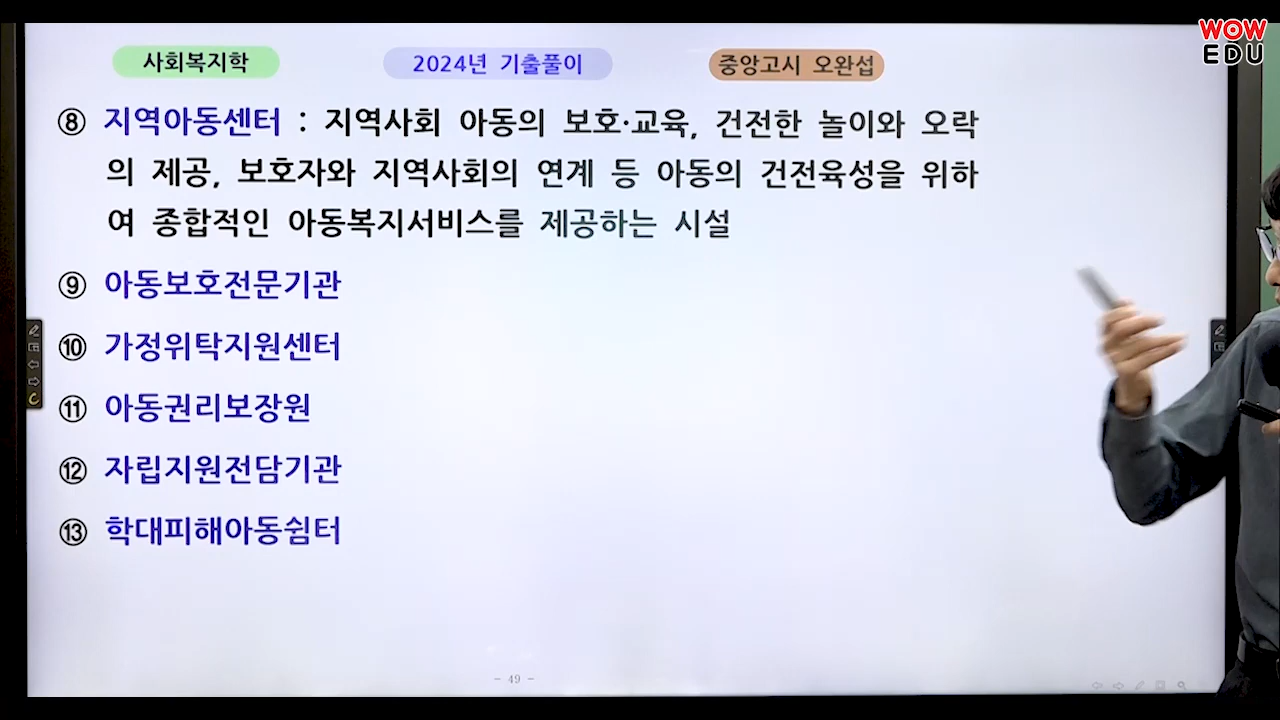 WOW
EDU
사회복지학 2024년 기출풀이 중앙고시 오완섭
⑧ 지역아동센터 : 지역사회 아동의 보호·교육, 건전한 놀이와 오락
의 제공, 보호자와 지역사회의 연계 등 아동의 건전육성을 위하
여 종합적인 아동복지서비스를 제공하는 시설
⑨ 아동보호전문기관
⑩ 가정위탁지원센터
⑪ 아동권리보장원
⑫ 자립지원전담기관
⑬ 학대피해아동쉼터
- 49 -